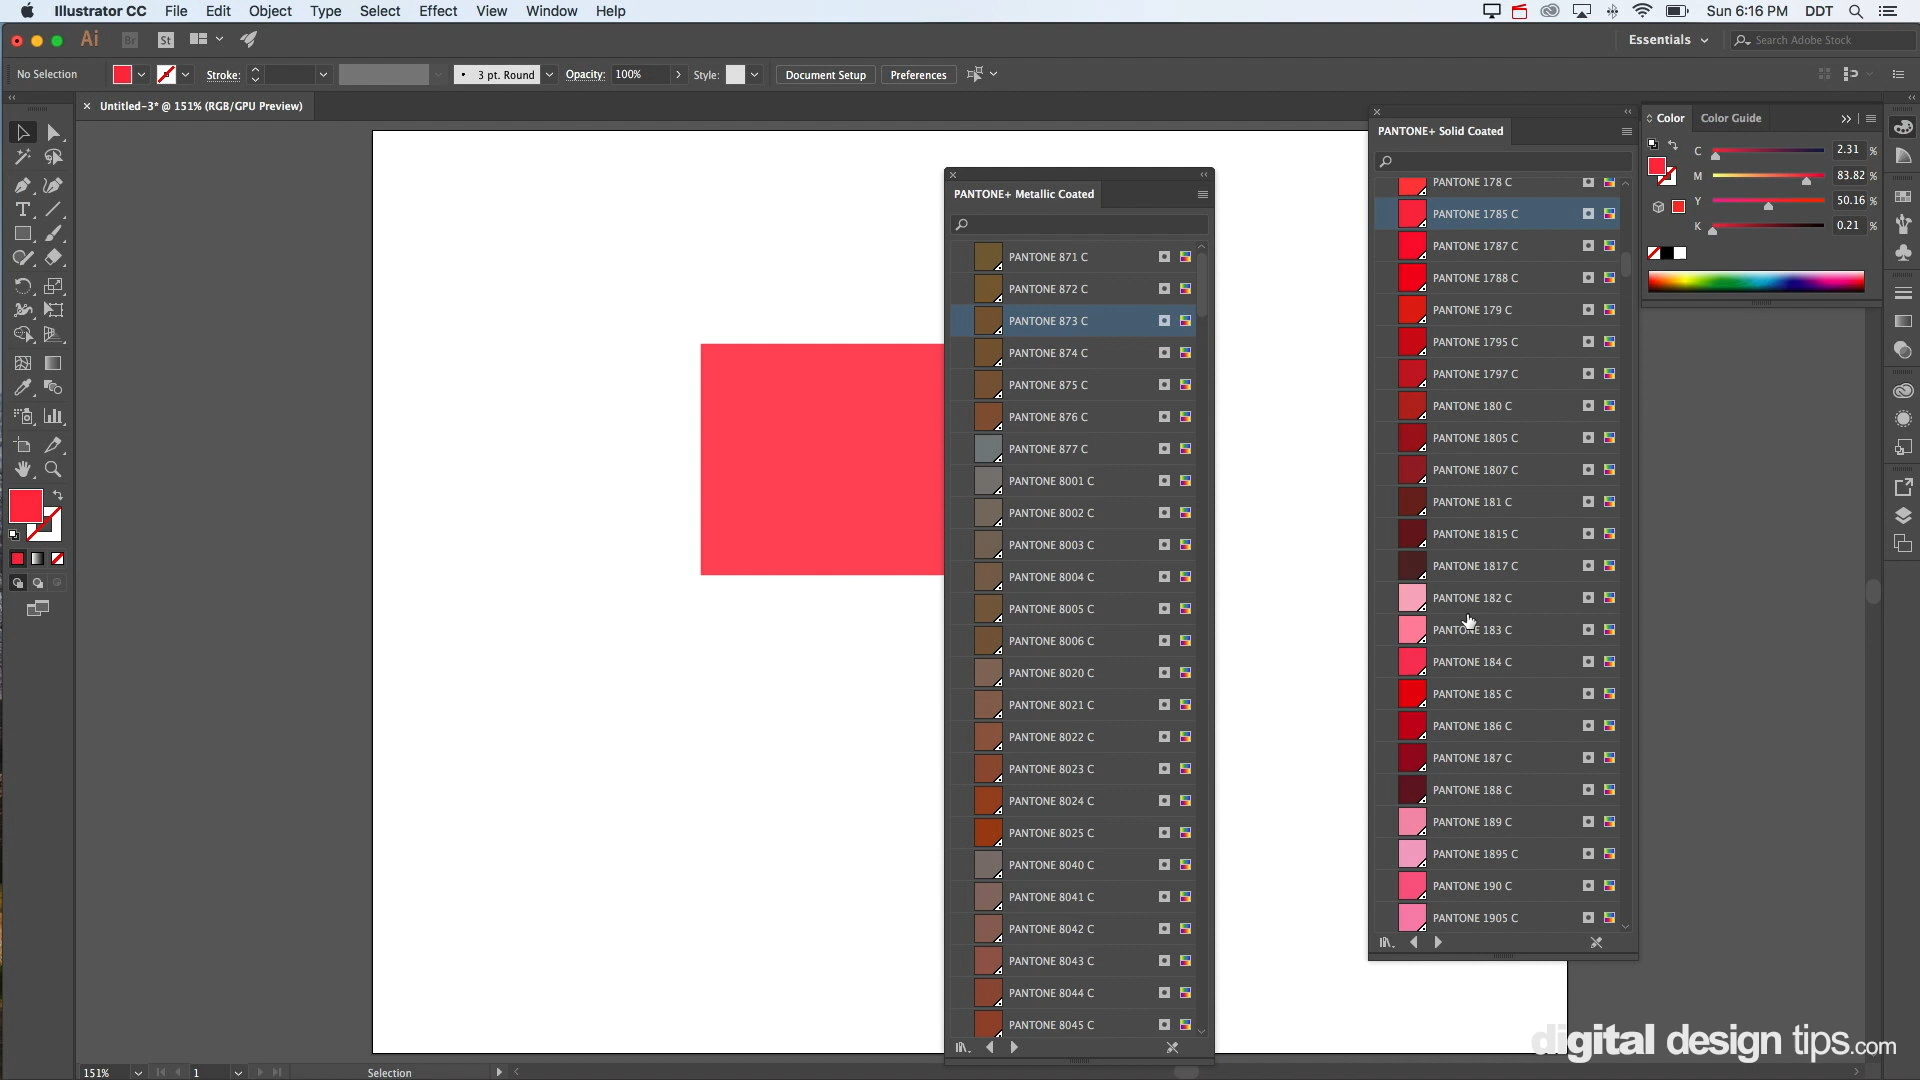 Illustrator CC File Edit Object Type Select Effect View Window Help
Sun 6:16 PM DDT
Ai Br St
Essentials
Search Adobe Stock
No Selection
Stroke:
3 pt. Round
Opacity: 100%
Style:
Document Setup
Preferences
Untitled-3* @ 151% (RGB/GPU Preview)
PANTONE+ Metallic Coated
PANTONE 871 C
PANTONE 872 C
PANTONE 873 C
PANTONE 874 C
PANTONE 875 C
PANTONE 876 C
PANTONE 877 C
PANTONE 8001 C
PANTONE 8002 C
PANTONE 8003 C
PANTONE 8004 C
PANTONE 8005 C
PANTONE 8006 C
PANTONE 8020 C
PANTONE 8021 C
PANTONE 8022 C
PANTONE 8023 C
PANTONE 8024 C
PANTONE 8025 C
PANTONE 8040 C
PANTONE 8041 C
PANTONE 8042 C
PANTONE 8043 C
PANTONE 8044 C
PANTONE 8045 C
PANTONE+ Solid Coated
PANTONE 178 C
PANTONE 1785 C
PANTONE 1787 C
PANTONE 1788 C
PANTONE 179 C
PANTONE 1795 C
PANTONE 1797 C
PANTONE 180 C
PANTONE 1805 C
PANTONE 1807 C
PANTONE 181 C
PANTONE 1815 C
PANTONE 1817 C
PANTONE 182 C
PANTONE 183 C
PANTONE 184 C
PANTONE 185 C
PANTONE 186 C
PANTONE 187 C
PANTONE 188 C
PANTONE 189 C
PANTONE 1895 C
PANTONE 190 C
PANTONE 1905 C
Color
Color Guide
C 2.31 %
M 83.82 %
Y 50.16 %
K 0.21 %
151%
1
Selection
digital design tips.com